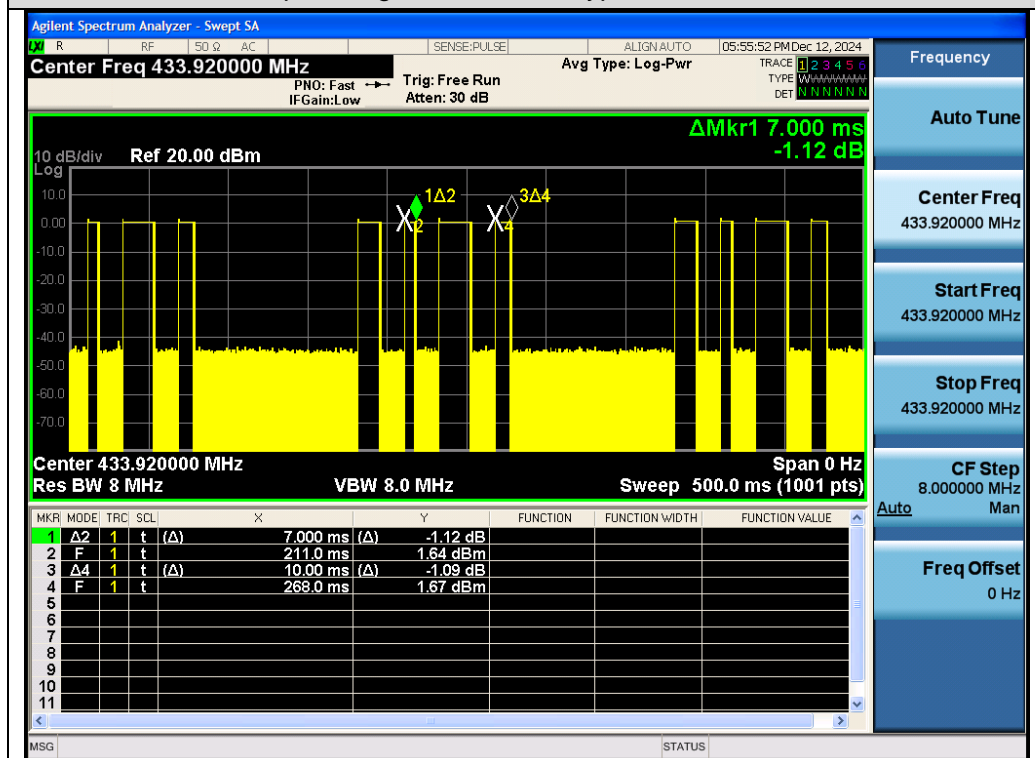 Agilent Spectrum Analyzer - Swept SA
LXI R RF 50 Ω AC SENSE:PULSE ALIGN AUTO 05:55:52 PM Dec 12, 2024
Center Freq 433.920000 MHz
Avg Type: Log-Pwr
TRACE 1 2 3 4 5 6
TYPE WWWWWW
DET N N N N N N
PNO: Fast
IFGain:Low
Trig: Free Run
Atten: 30 dB
ΔMkr1 7.000 ms
-1.12 dB
10 dB/div Ref 20.00 dBm
Log
10.0
0.00
-10.0
-20.0
-30.0
-40.0
-50.0
-60.0
-70.0
1Δ2
3Δ4
2
4
Center 433.920000 MHz Span 0 Hz
Res BW 8 MHz VBW 8.0 MHz Sweep 500.0 ms (1001 pts)
MKR MODE TRC SCL X Y FUNCTION FUNCTION WIDTH FUNCTION VALUE
1 Δ2 1 t (Δ) 7.000 ms (Δ) -1.12 dB
2 F 1 t 211.0 ms 1.64 dBm
3 Δ4 1 t (Δ) 10.00 ms (Δ) -1.09 dB
4 F 1 t 268.0 ms 1.67 dBm
5
6
7
8
9
10
11
MSG STATUS
Frequency
Auto Tune
Center Freq
433.920000 MHz
Start Freq
433.920000 MHz
Stop Freq
433.920000 MHz
CF Step
8.000000 MHz
Auto Man
Freq Offset
0 Hz